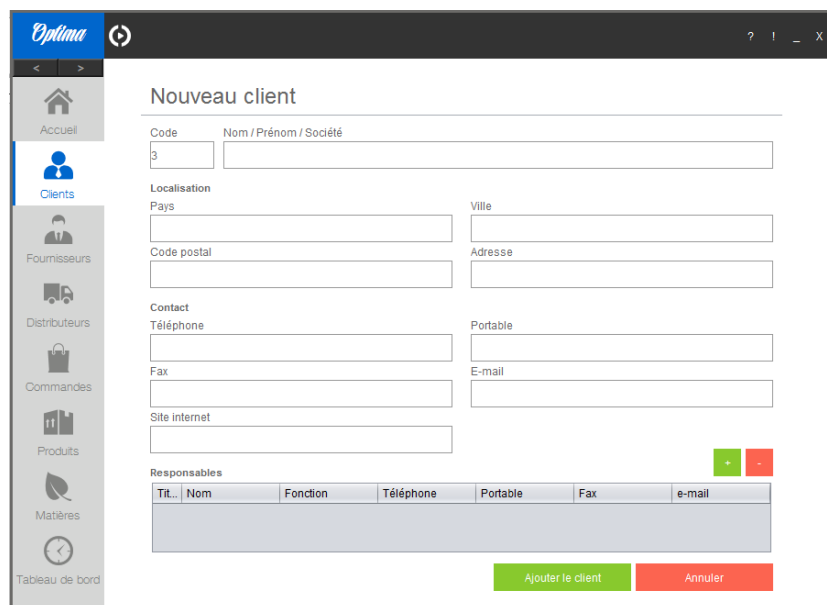 Optima
? ! _ X
< >
Accueil
Clients
Fournisseurs
Distributeurs
Commandes
Produits
Matières
Tableau de bord
Nouveau client
Code Nom / Prénom / Société
3
Localisation
Pays Ville
Code postal Adresse
Contact
Téléphone Portable
Fax E-mail
Site internet
+ -
Responsables
Tit... Nom Fonction Téléphone Portable Fax e-mail
Ajouter le client Annuler